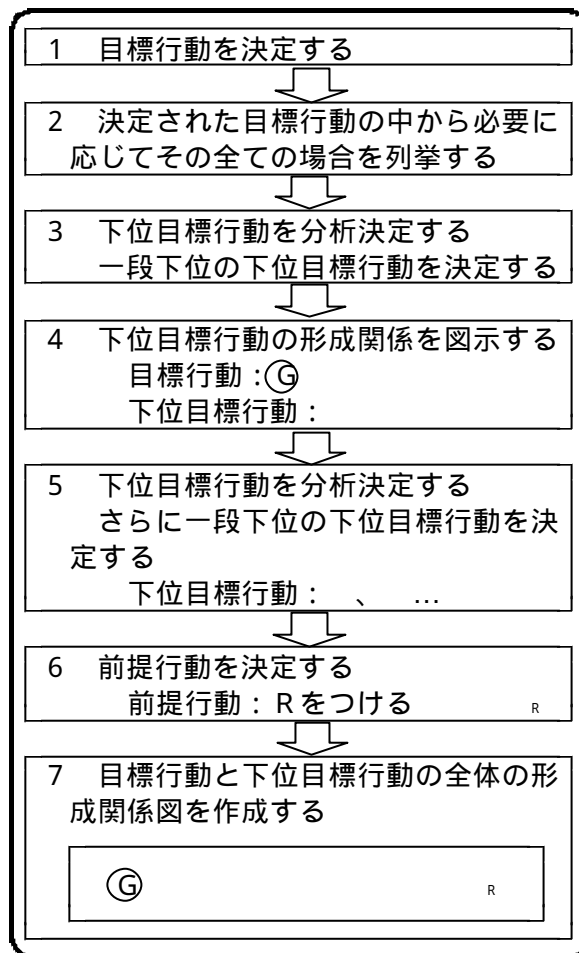 1　目標行動を決定する
2　決定された目標行動の中から必要に
応じてその全ての場合を列挙する
3　下位目標行動を分析決定する
一段下位の下位目標行動を決定する
4　下位目標行動の形成関係を図示する
目標行動：Ⓖ
下位目標行動：
5　下位目標行動を分析決定する
さらに一段下位の下位目標行動を決
定する
下位目標行動：　、　…
6　前提行動を決定する
前提行動：Ｒをつける　R
7　目標行動と下位目標行動の全体の形
成関係図を作成する
Ⓖ　R